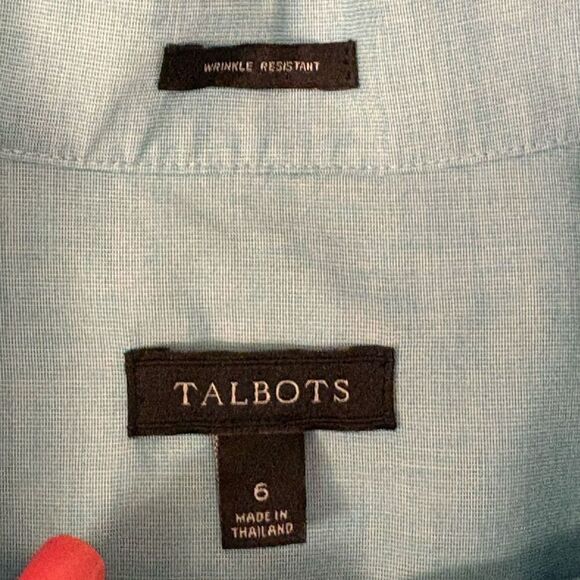 WRINKLE RESISTANT
TALBOTS
6
MADE IN
THAILAND